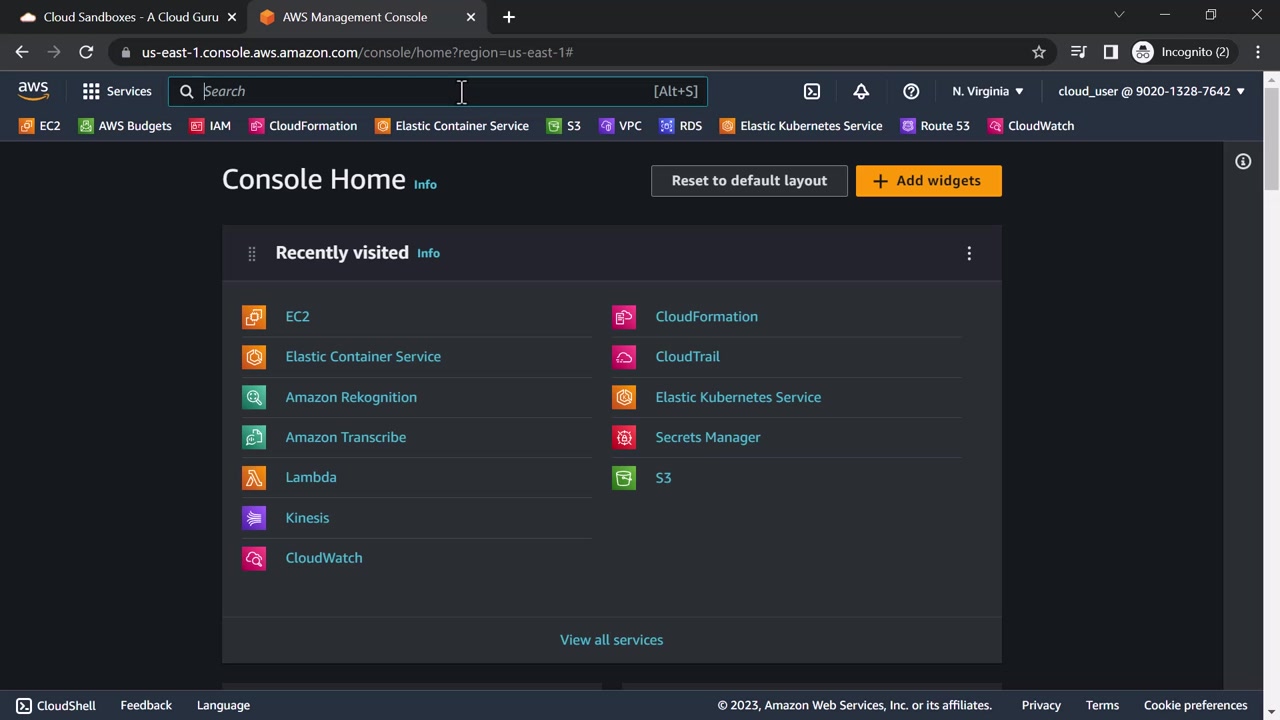 Cloud Sandboxes - A Cloud Guru
AWS Management Console
us-east-1.console.aws.amazon.com/console/home?region=us-east-1#
Incognito (2)
aws
Services
Search
[Alt+S]
N. Virginia
cloud_user @ 9020-1328-7642
EC2
AWS Budgets
IAM
CloudFormation
Elastic Container Service
S3
VPC
RDS
Elastic Kubernetes Service
Route 53
CloudWatch
Console Home Info
Reset to default layout
Add widgets
Recently visited Info
EC2
Elastic Container Service
Amazon Rekognition
Amazon Transcribe
Lambda
Kinesis
CloudWatch
CloudFormation
CloudTrail
Elastic Kubernetes Service
Secrets Manager
S3
View all services
CloudShell
Feedback
Language
© 2023, Amazon Web Services, Inc. or its affiliates.
Privacy
Terms
Cookie preferences